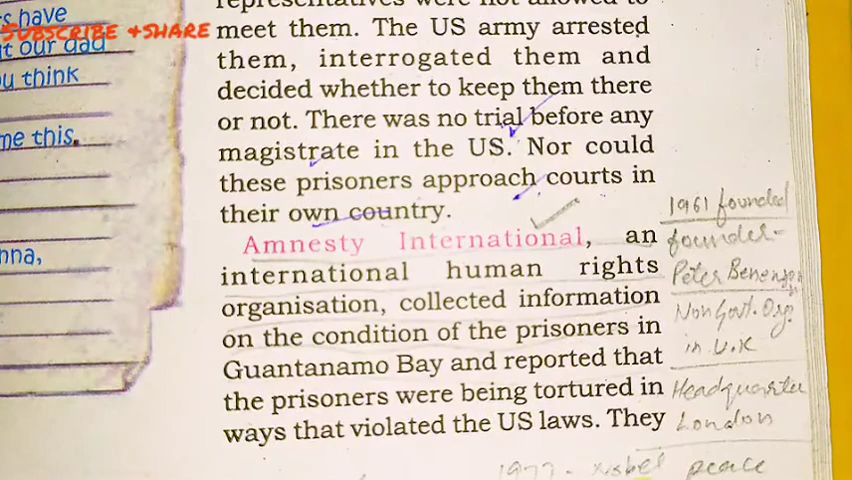 s have
SUBSCRIBE + SHARE
t our dad
ou think
me this.
nna,
representatives were not allowed to
meet them. The US army arrested
them, interrogated them and
decided whether to keep them there
or not. There was no trial before any
magistrate in the US. Nor could
these prisoners approach courts in
their own country.
Amnesty International, an
international human rights
organisation, collected information
on the condition of the prisoners in
Guantanamo Bay and reported that
the prisoners were being tortured in
ways that violated the US laws. They
1961 founded
founder-
Peter Benenson
Non Govt. Org.
in U.K
Headquarter
London
1977 - Nobel peace